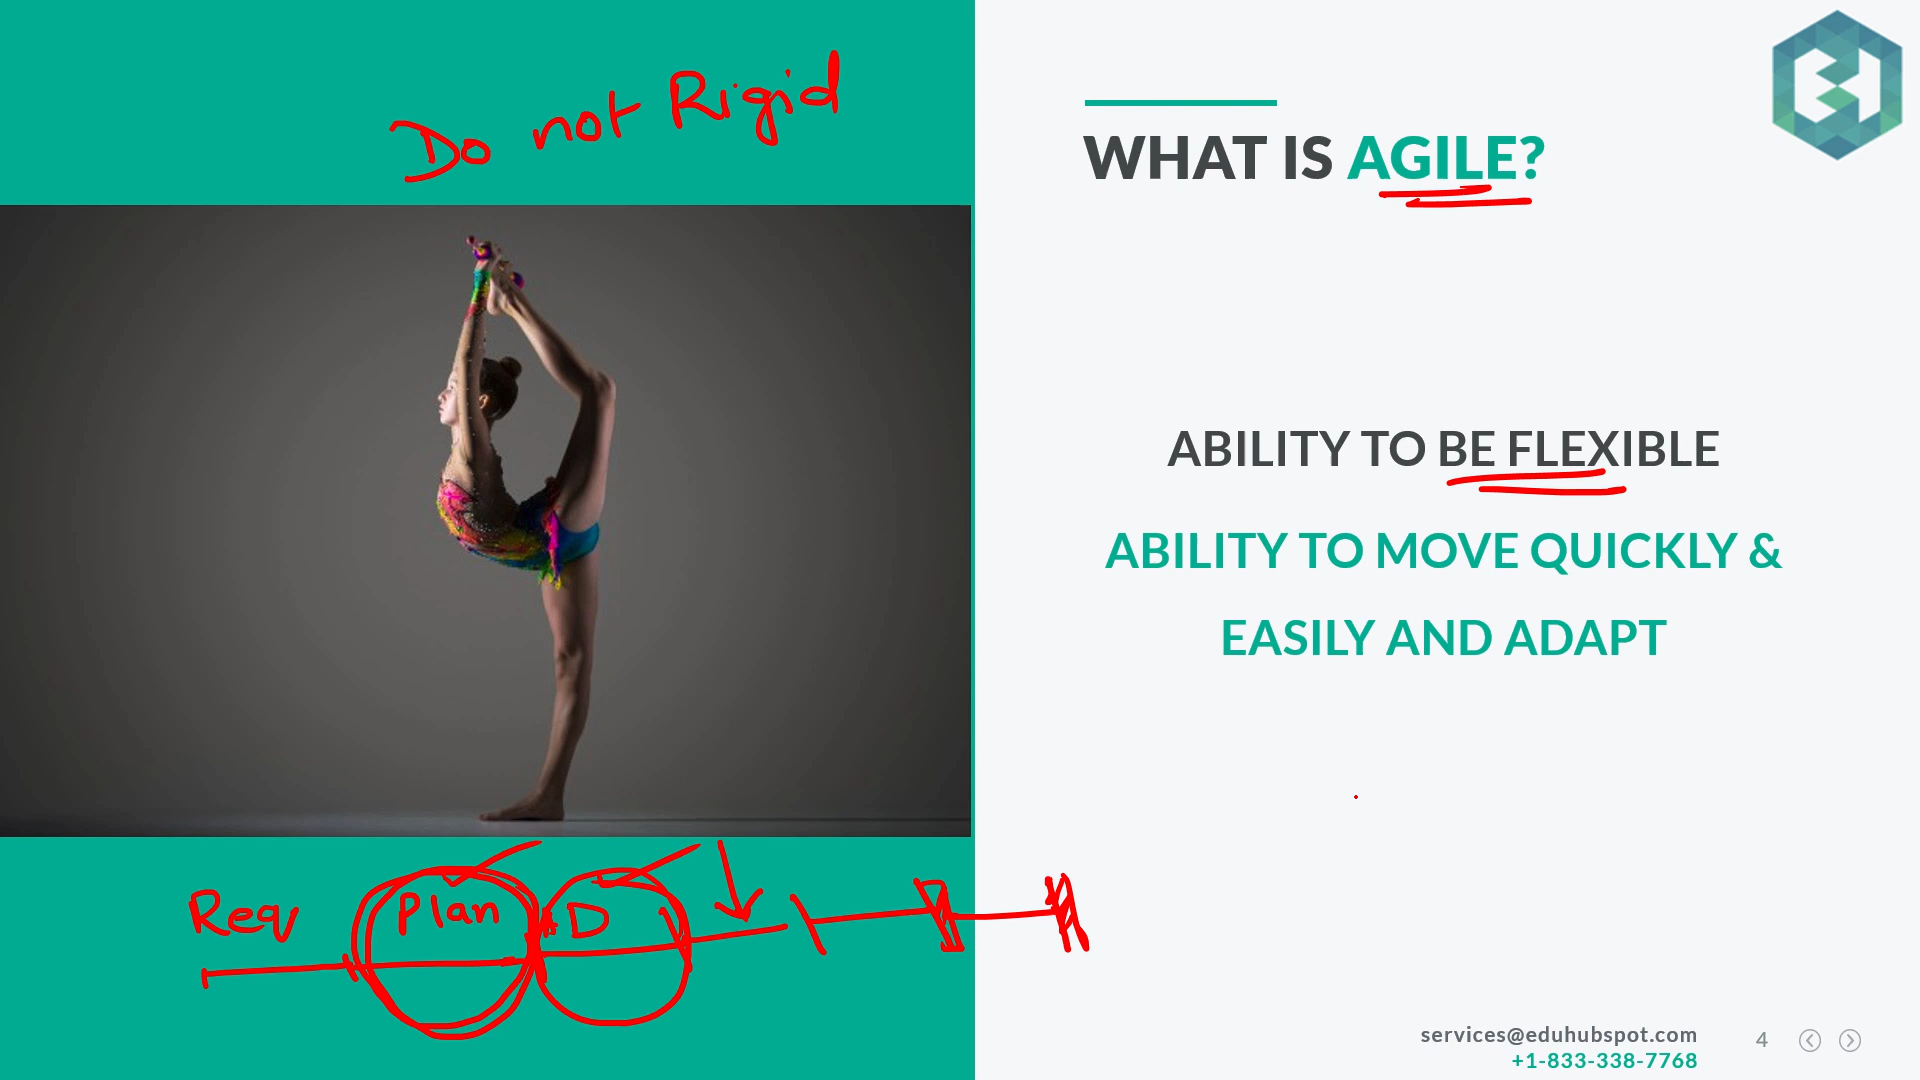 Do not Rigid
WHAT IS AGILE?
ABILITY TO BE FLEXIBLE
ABILITY TO MOVE QUICKLY &
EASILY AND ADAPT
Req Plan D
services@eduhubspot.com
+1-833-338-7768
4